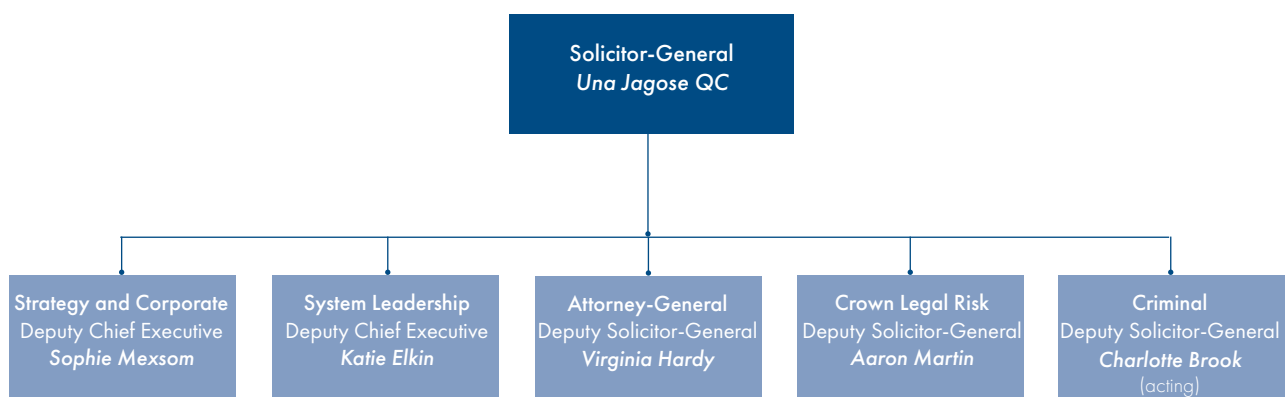 Solicitor-General
Una Jagose QC
Strategy and Corporate
Deputy Chief Executive
Sophie Mexsom
System Leadership
Deputy Chief Executive
Katie Elkin
Attorney-General
Deputy Solicitor-General
Virginia Hardy
Crown Legal Risk
Deputy Solicitor-General
Aaron Martin
Criminal
Deputy Solicitor-General
Charlotte Brook
(acting)